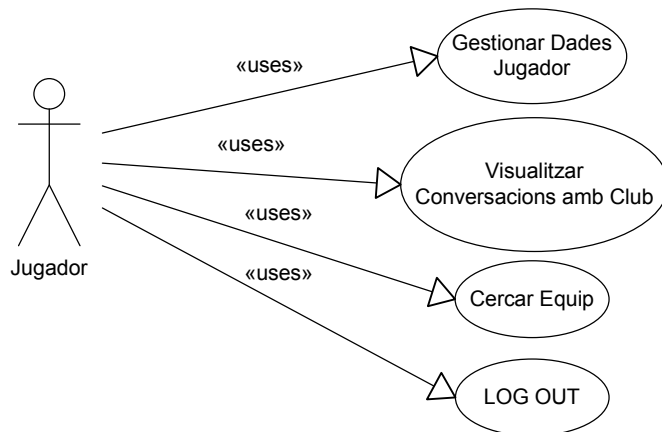 Gestionar Dades
Jugador
«uses»
«uses»
Visualitzar
Conversacions amb Club
«uses»
Jugador
«uses»
Cercar Equip
LOG OUT